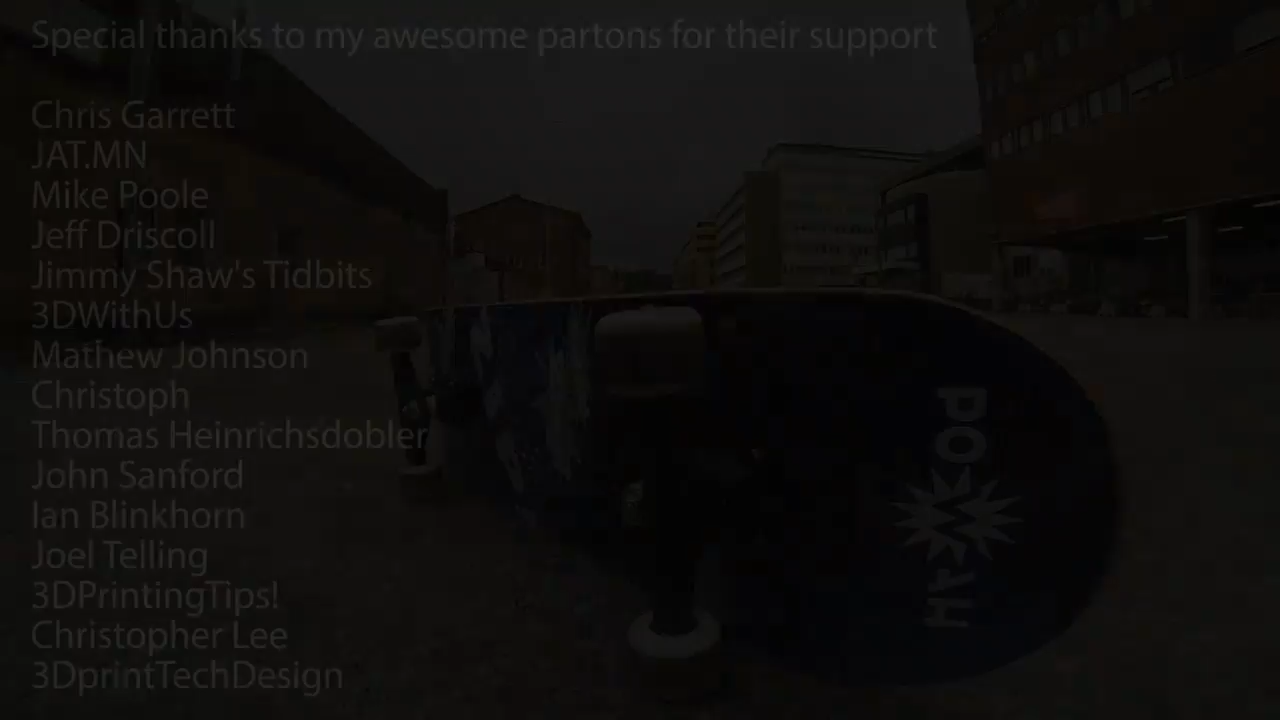 Special thanks to my awesome partons for their support
Chris Garrett
JAT.MN
Mike Poole
Jeff Driscoll
Jimmy Shaw's Tidbits
3DWithUs
Mathew Johnson
Christoph
Thomas Heinrichsdobler
John Sanford
Ian Blinkhorn
Joel Telling
3DPrintingTips!
Christopher Lee
3DprintTechDesign